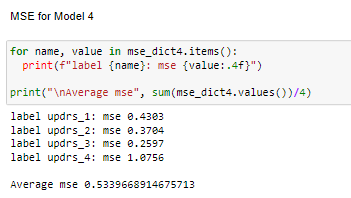 MSE for Model 4
for name, value in mse_dict4.items():
  print(f"label {name}: mse {value:.4f}")
print("\nAverage mse", sum(mse_dict4.values())/4)
label updrs_1: mse 0.4303
label updrs_2: mse 0.3704
label updrs_3: mse 0.2597
label updrs_4: mse 1.0756
Average mse 0.5339668914675713